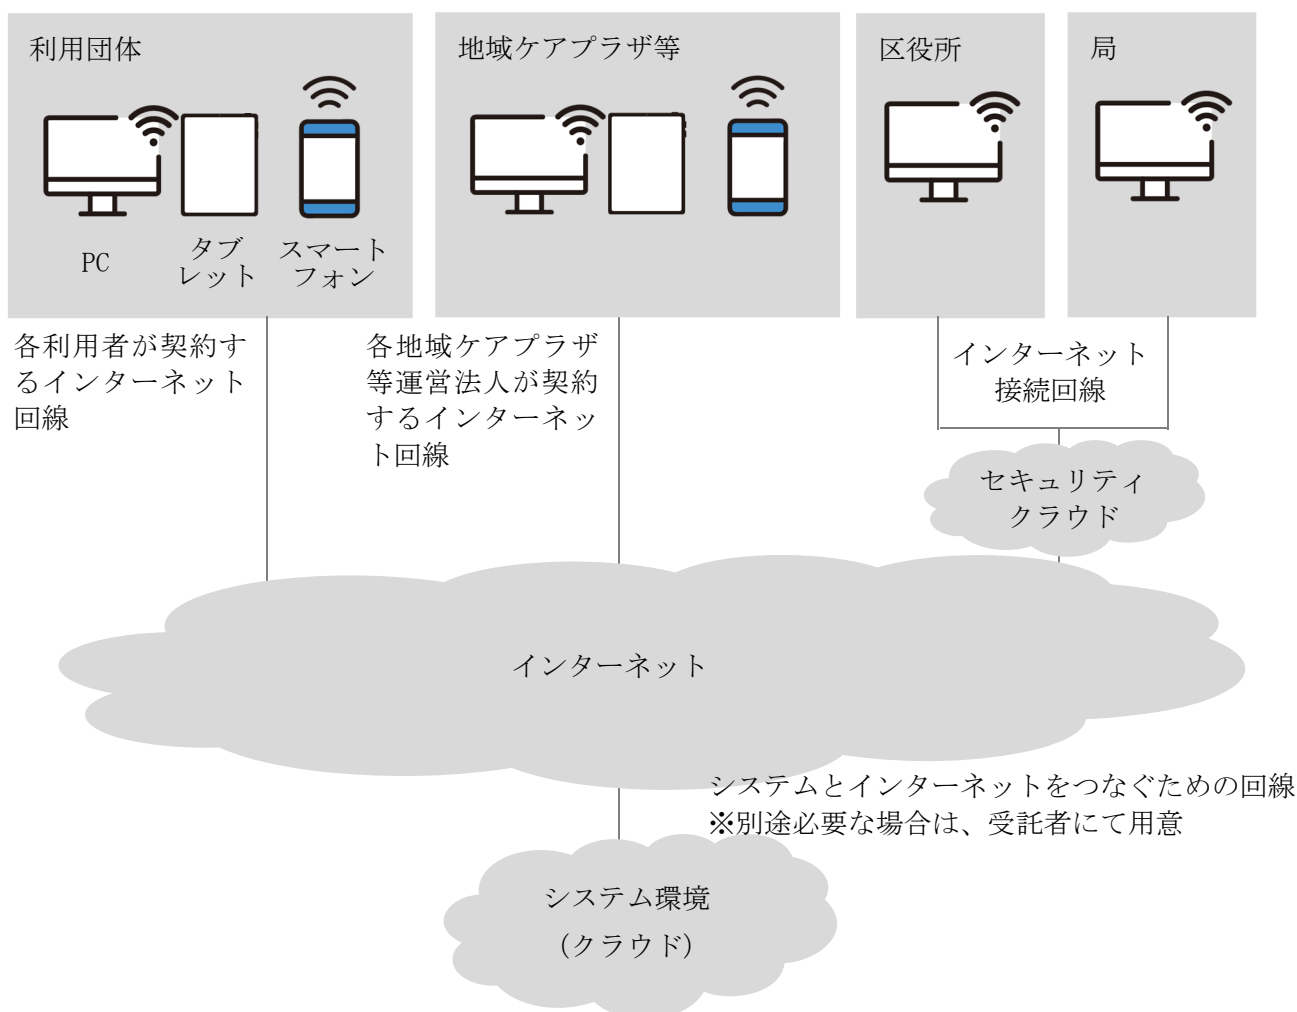 利用団体
地域ケアプラザ等
区役所
局
PC
タブ
レット
スマート
フォン
各利用者が契約す
るインターネット
回線
各地域ケアプラザ
等運営法人が契約
するインターネッ
ト回線
インターネット
接続回線
セキュリティ
クラウド
インターネット
システムとインターネットをつなぐための回線
※別途必要な場合は、受託者にて用意
システム環境
(クラウド)